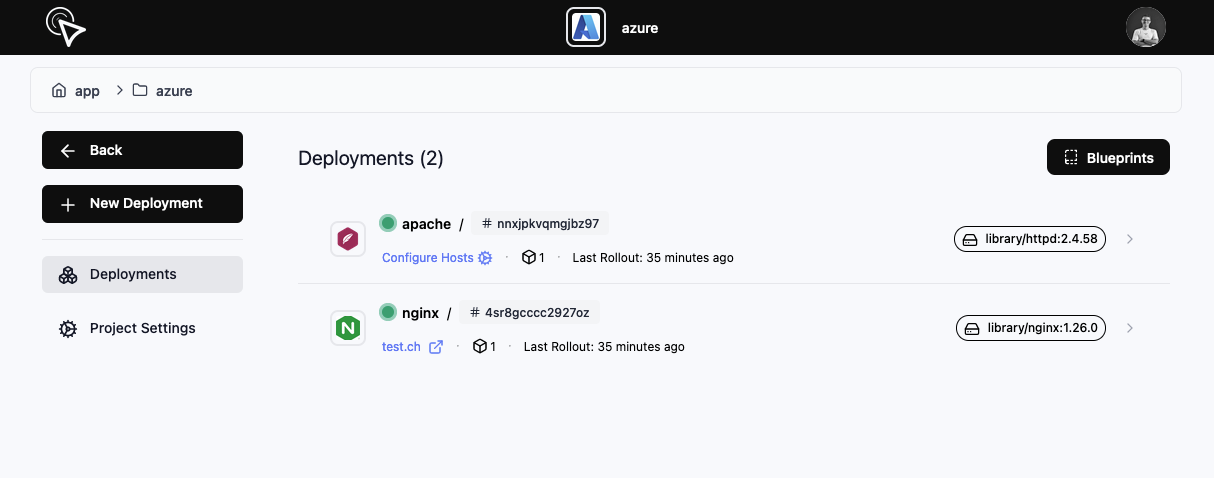 azure
app > azure
Back
Deployments (2)
Blueprints
New Deployment
apache / # nnxjpkvqmgjbz97
library/httpd:2.4.58
Configure Hosts · 1 · Last Rollout: 35 minutes ago
Deployments
nginx / # 4sr8gcccc2927oz
N
library/nginx:1.26.0
Project Settings
test.ch · 1 · Last Rollout: 35 minutes ago